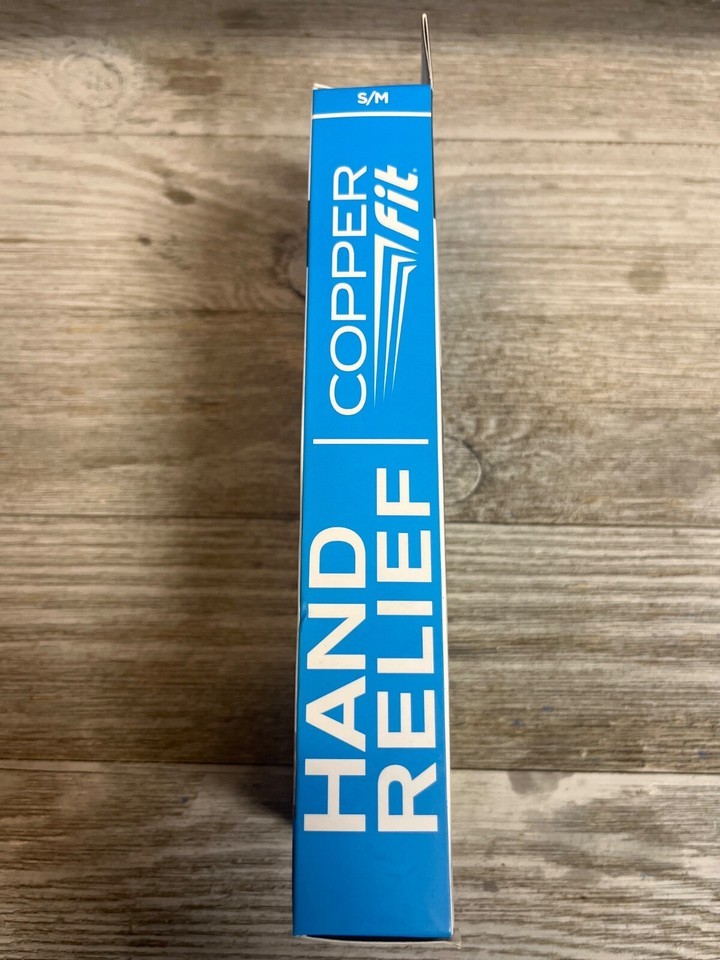 S/M
COPPER
fit®
HAND
RELIEF